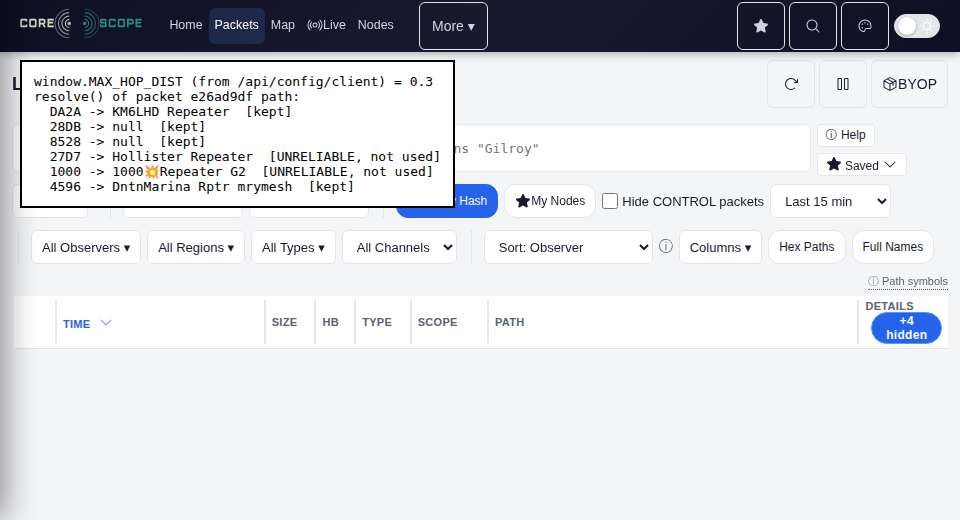 CORE SCOPE
Home Packets Map Live Nodes More ▾
window.MAX_HOP_DIST (from /api/config/client) = 0.3
resolve() of packet e26ad9df path:
DA2A -> KM6LHD Repeater [kept]
28DB -> null [kept]
8528 -> null [kept]
27D7 -> Hollister Repeater [UNRELIABLE, not used]
1000 -> 1000💥Repeater G2 [UNRELIABLE, not used]
4596 -> DntnMarina Rptr mrymesh [kept]
BYOP
"Gilroy"
ⓘ Help
★ Saved
Hash ★My Nodes Hide CONTROL packets Last 15 min
All Observers ▾ All Regions ▾ All Types ▾ All Channels Sort: Observer ⓘ Columns ▾ Hex Paths Full Names
ⓘ Path symbols
TIME SIZE HB TYPE SCOPE PATH DETAILS
+4 hidden